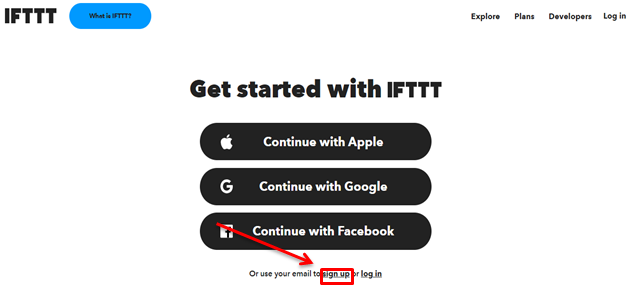 IFTTT What is IFTTT? Explore Plans Developers Log in
Get started with IFTTT
Continue with Apple
Continue with Google
Continue with Facebook
Or use your email to sign up or log in